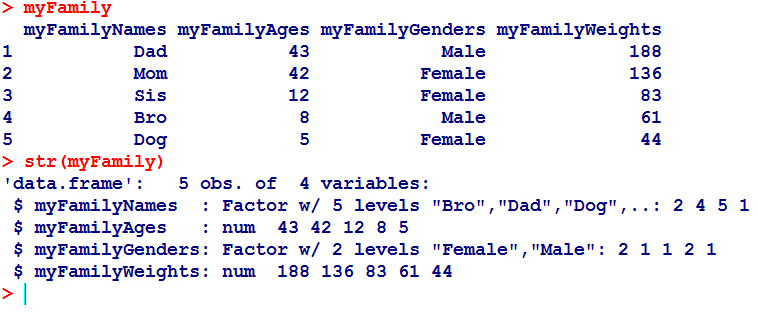 > myFamily
  myFamilyNames myFamilyAges myFamilyGenders myFamilyWeights
1           Dad           43            Male             188
2           Mom           42          Female             136
3           Sis           12          Female              83
4           Bro            8            Male              61
5           Dog            5          Female              44
> str(myFamily)
'data.frame':   5 obs. of  4 variables:
 $ myFamilyNames  : Factor w/ 5 levels "Bro","Dad","Dog",..: 2 4 5 1
 $ myFamilyAges   : num  43 42 12 8 5
 $ myFamilyGenders: Factor w/ 2 levels "Female","Male": 2 1 1 2 1
 $ myFamilyWeights: num  188 136 83 61 44
>